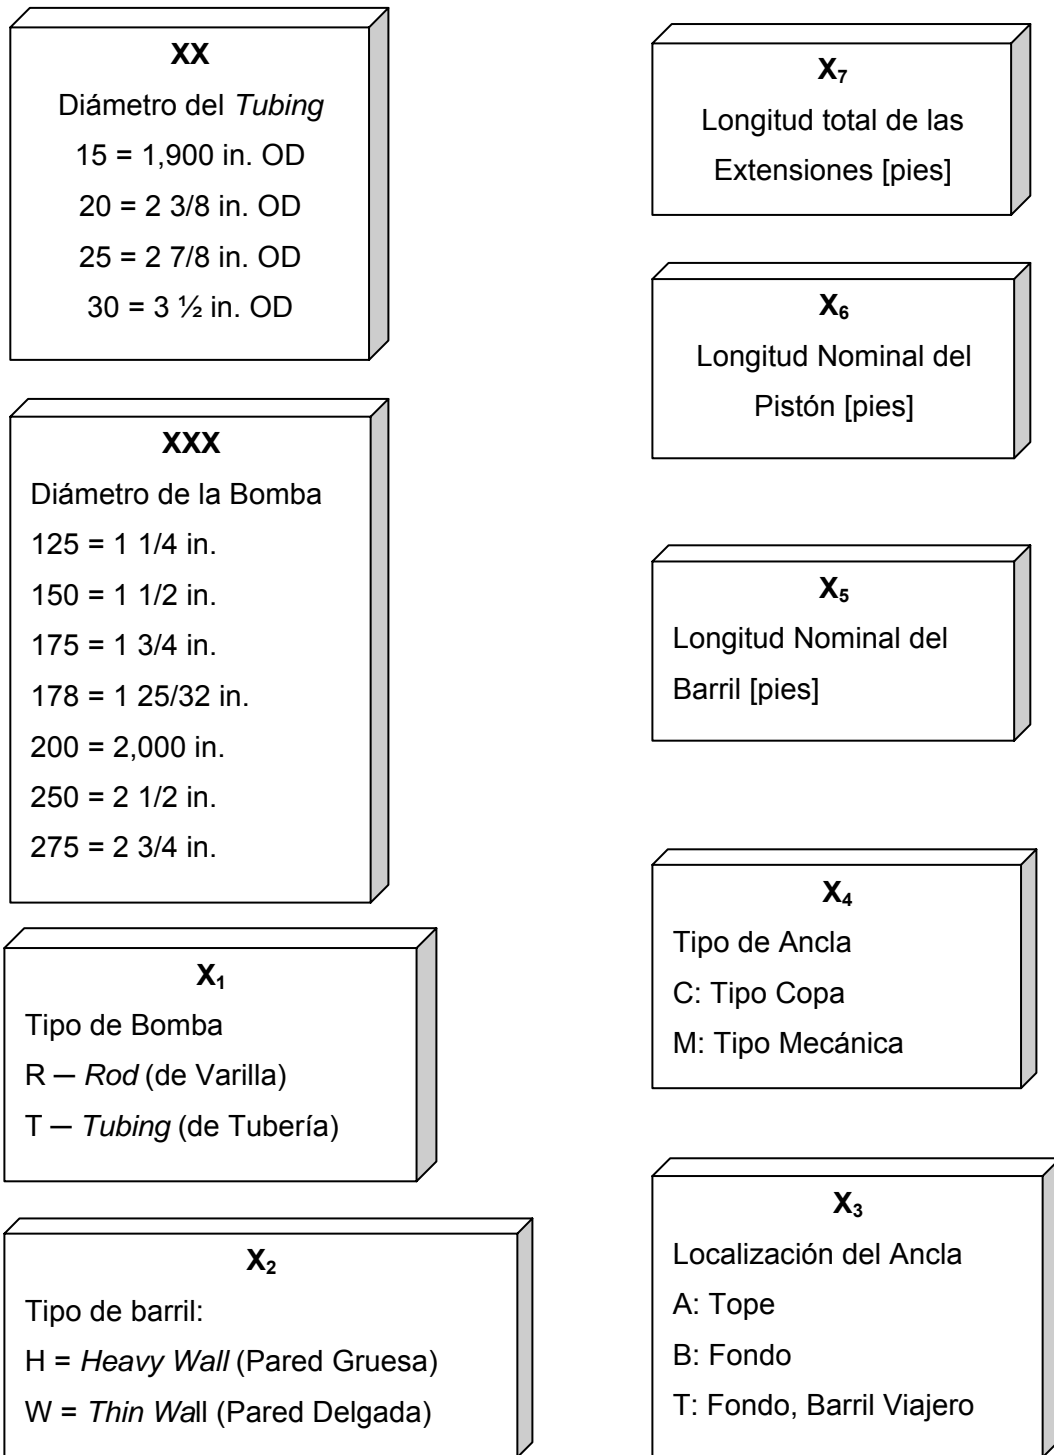 XX
Diámetro del Tubing
15 = 1,900 in. OD
20 = 2 3/8 in. OD
25 = 2 7/8 in. OD
30 = 3 ½ in. OD
XXX
Diámetro de la Bomba
125 = 1 1/4 in.
150 = 1 1/2 in.
175 = 1 3/4 in.
178 = 1 25/32 in.
200 = 2,000 in.
250 = 2 1/2 in.
275 = 2 3/4 in.
X₁
Tipo de Bomba
R ─ Rod (de Varilla)
T ─ Tubing (de Tubería)
X₂
Tipo de barril:
H = Heavy Wall (Pared Gruesa)
W = Thin Wall (Pared Delgada)
X₇
Longitud total de las
Extensiones [pies]
X₆
Longitud Nominal del
Pistón [pies]
X₅
Longitud Nominal del
Barril [pies]
X₄
Tipo de Ancla
C: Tipo Copa
M: Tipo Mecánica
X₃
Localización del Ancla
A: Tope
B: Fondo
T: Fondo, Barril Viajero